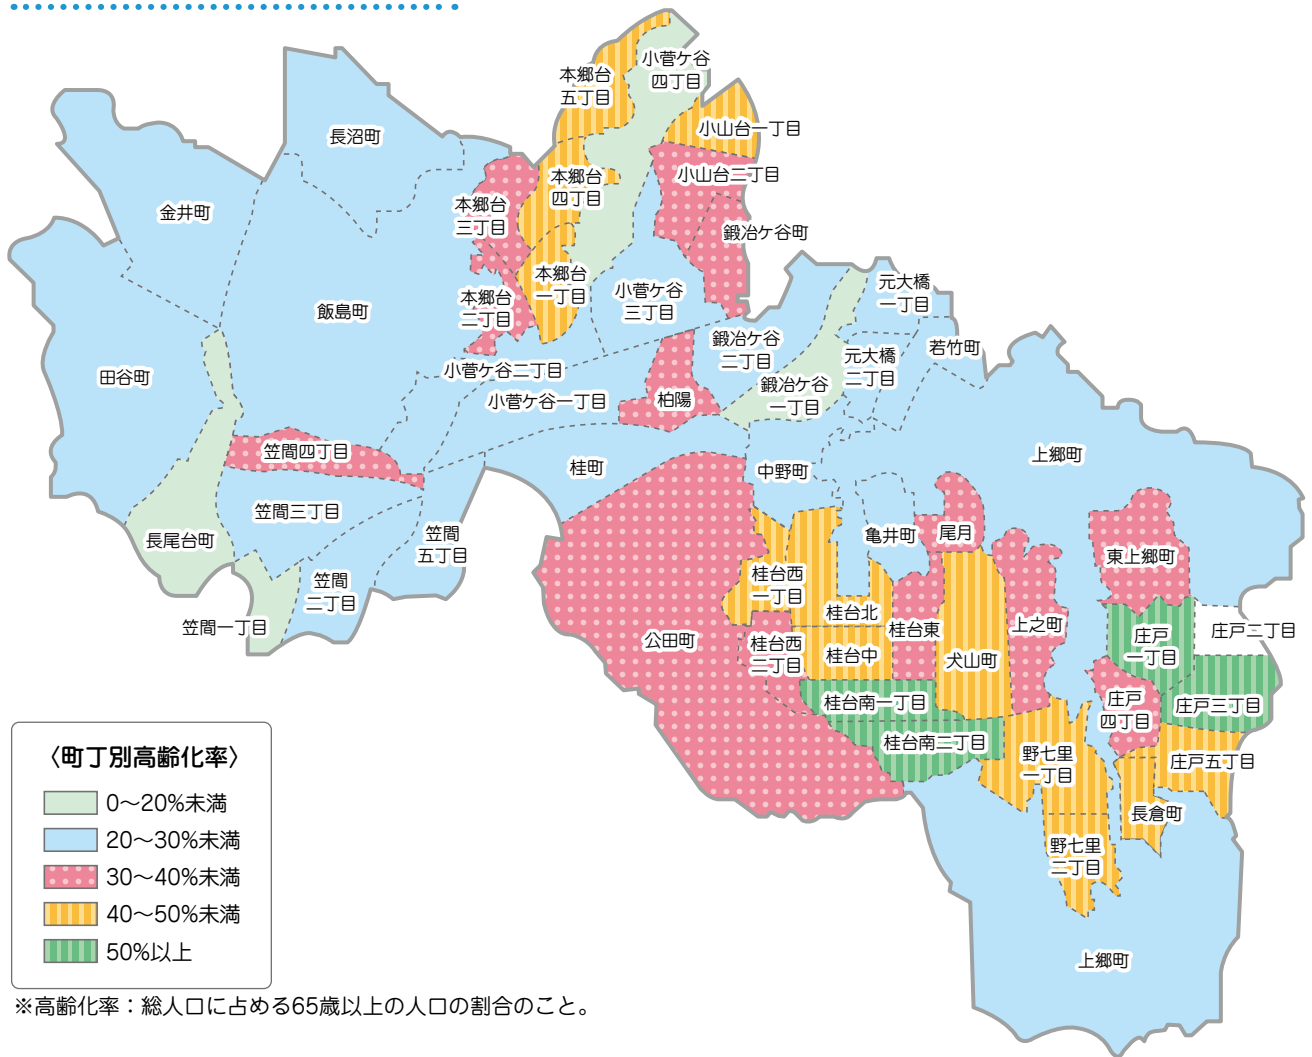 本郷台
五丁目
小菅ケ谷
四丁目
小山台一丁目
長沼町
小山台二丁目
本郷台
四丁目
金井町
本郷台
三丁目
鍛冶ケ谷町
本郷台
一丁目
元大橋
一丁目
小菅ケ谷
三丁目
本郷台
二丁目
飯島町
鍛冶ケ谷
二丁目
若竹町
元大橋
二丁目
小菅ケ谷二丁目
田谷町
鍛冶ケ谷
一丁目
小菅ケ谷一丁目
柏陽
笠間四丁目
上郷町
桂町
中野町
笠間三丁目
笠間
五丁目
亀井町
尾月
長尾台町
東上郷町
桂台西
一丁目
笠間
二丁目
桂台北
笠間一丁目
公田町
桂台西
二丁目
桂台東
上之町
庄戸
一丁目
庄戸二丁目
桂台中
犬山町
桂台南一丁目
庄戸
四丁目
庄戸三丁目
桂台南二丁目
野七里
一丁目
庄戸五丁目
長倉町
野七里
二丁目
上郷町
〈町丁別高齢化率〉
0〜20%未満
20〜30%未満
30〜40%未満
40〜50%未満
50%以上
※高齢化率：総人口に占める65歳以上の人口の割合のこと。